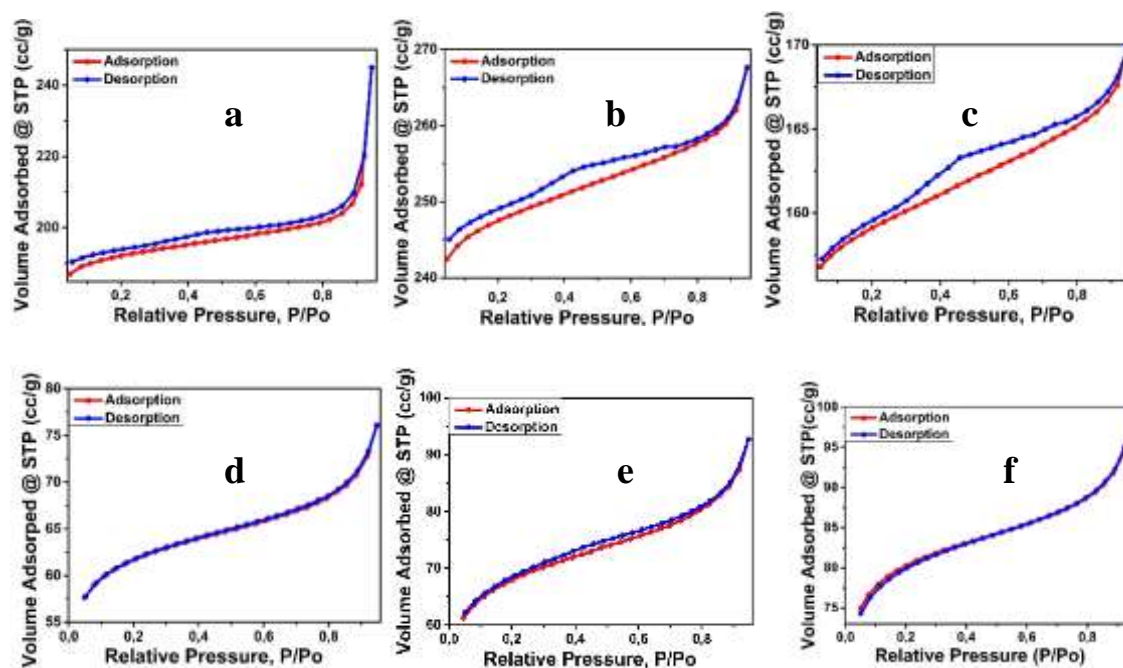 Volume Adsorbed @ STP (cc/g)
240
220
200
Adsorption
Desorption
a
0,2
0,4
0,6
0,8
Relative Pressure, P/Po
Volume Adsorbed @ STP (cc/g)
270
260
250
240
Adsorption
Desorption
b
0,2
0,4
0,6
0,8
Relative Pressure, P/Po
Volume Adsorped @ STP (cc/g)
170
165
160
Adsorption
Desorption
c
0,2
0,4
0,6
0,8
Relative Pressure, P/Po
Volume Adsorped @ STP (cc/g)
80
75
70
65
60
55
Adsorption
Desorption
d
0,0
0,2
0,4
0,6
0,8
Relative Pressure, P/Po
Volume Adsorbed @ STP (cc/g)
100
90
80
70
60
Adsorption
Desorption
e
0,0
0,2
0,4
0,6
0,8
Relative Pressure, P/Po
Volume Adsorbed @ STP(cc/g)
100
95
90
85
80
75
Adsorption
Desorption
f
0,0
0,2
0,4
0,6
0,8
Relative Pressure (P/Po)